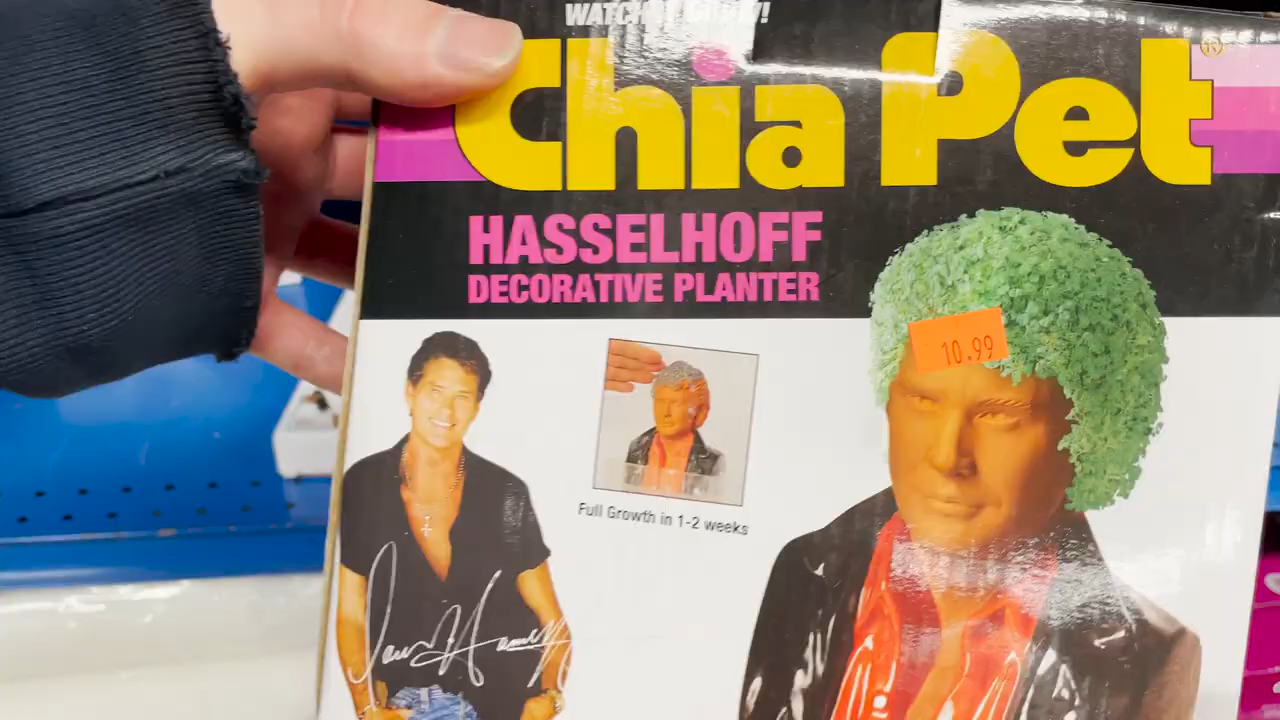 Chia Pet®
HASSELHOFF
DECORATIVE PLANTER
10.99
Full Growth in 1-2 weeks